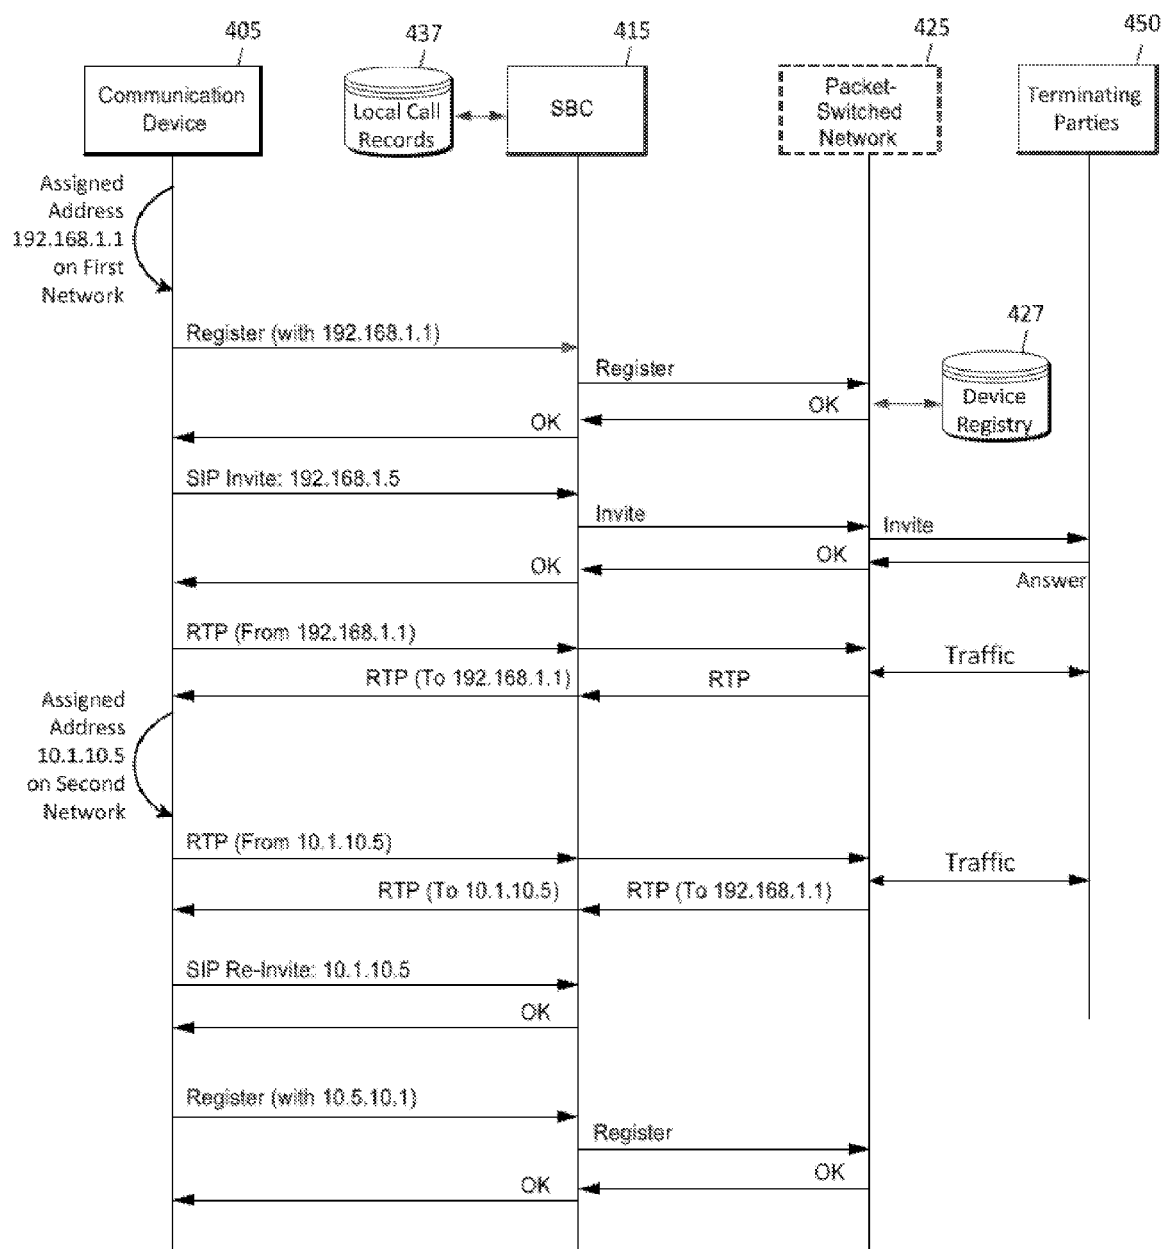 405
437
415
425
450
Communication
Device
Local Call
Records
SBC
Packet-
Switched
Network
Terminating
Parties
Assigned
Address
192.168.1.1
on First
Network
Register (with 192.168.1.1)
427
Register
Device
Registry
OK
OK
SIP Invite: 192.168.1.5
Invite
Invite
OK
OK
Answer
RTP (From 192.168.1.1)
Traffic
RTP (To 192.168.1.1)
RTP
Assigned
Address
10.1.10.5
on Second
Network
RTP (From 10.1.10.5)
Traffic
RTP (To 10.1.10.5)
RTP (To 192.168.1.1)
SIP Re-Invite: 10.1.10.5
OK
Register (with 10.5.10.1)
Register
OK
OK